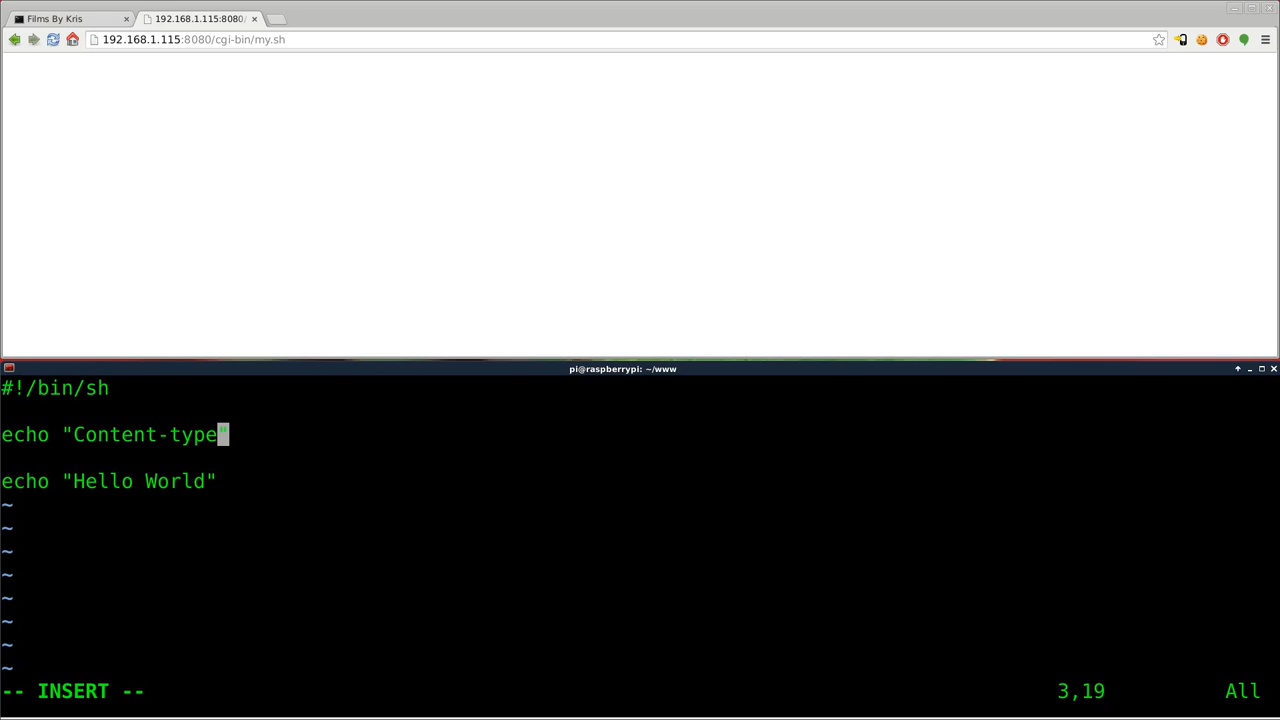 Films By Kris
192.168.1.115:8080/
192.168.1.115:8080/cgi-bin/my.sh
pi@raspberrypi: ~/www
#!/bin/sh
echo "Content-type"
echo "Hello World"
~
~
~
~
~
~
~
~
-- INSERT --
3,19
All